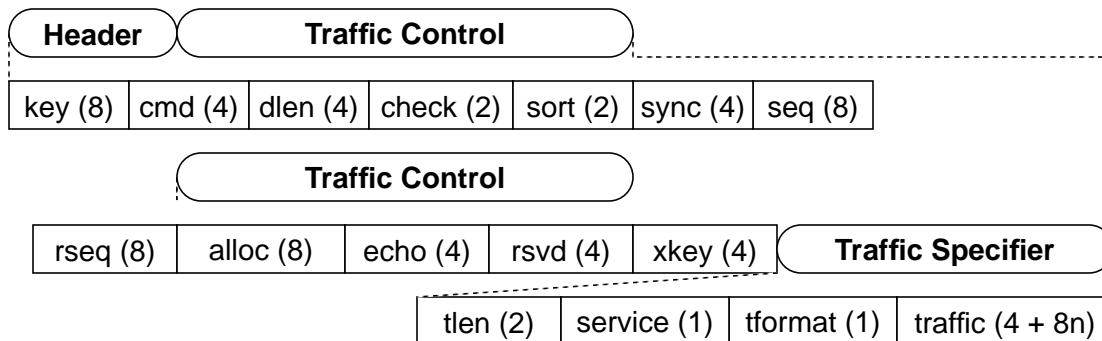 Header Traffic Control
key (8) cmd (4) dlen (4) check (2) sort (2) sync (4) seq (8)
Traffic Control
rseq (8) alloc (8) echo (4) rsvd (4) xkey (4) Traffic Specifier
tlen (2) service (1) tformat (1) traffic (4 + 8n)